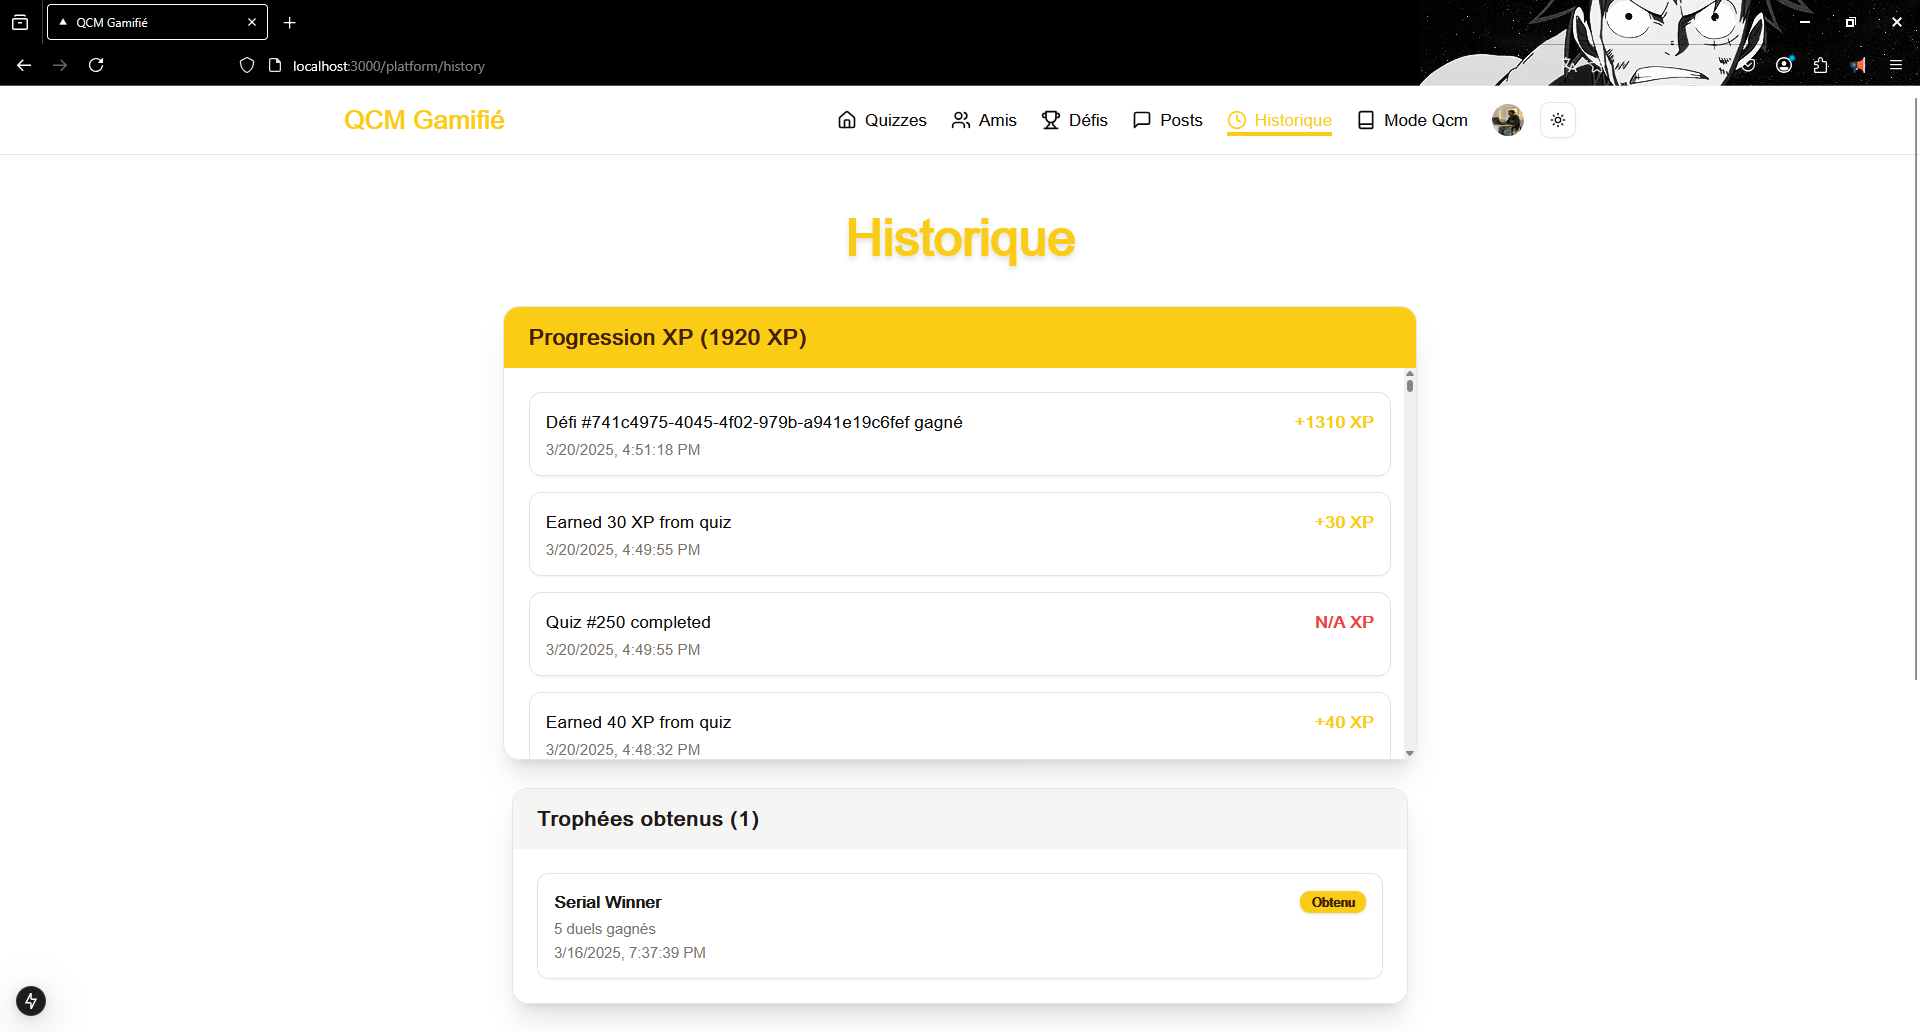 QCM Gamifié
localhost:3000/platform/history
QCM Gamifié
Quizzes
Amis
Défis
Posts
Historique
Mode Qcm
Historique
Progression XP (1920 XP)
Défi #741c4975-4045-4f02-979b-a941e19c6fef gagné
+1310 XP
3/20/2025, 4:51:18 PM
Earned 30 XP from quiz
+30 XP
3/20/2025, 4:49:55 PM
Quiz #250 completed
N/A XP
3/20/2025, 4:49:55 PM
Earned 40 XP from quiz
+40 XP
3/20/2025, 4:48:32 PM
Trophées obtenus (1)
Serial Winner
Obtenu
5 duels gagnés
3/16/2025, 7:37:39 PM